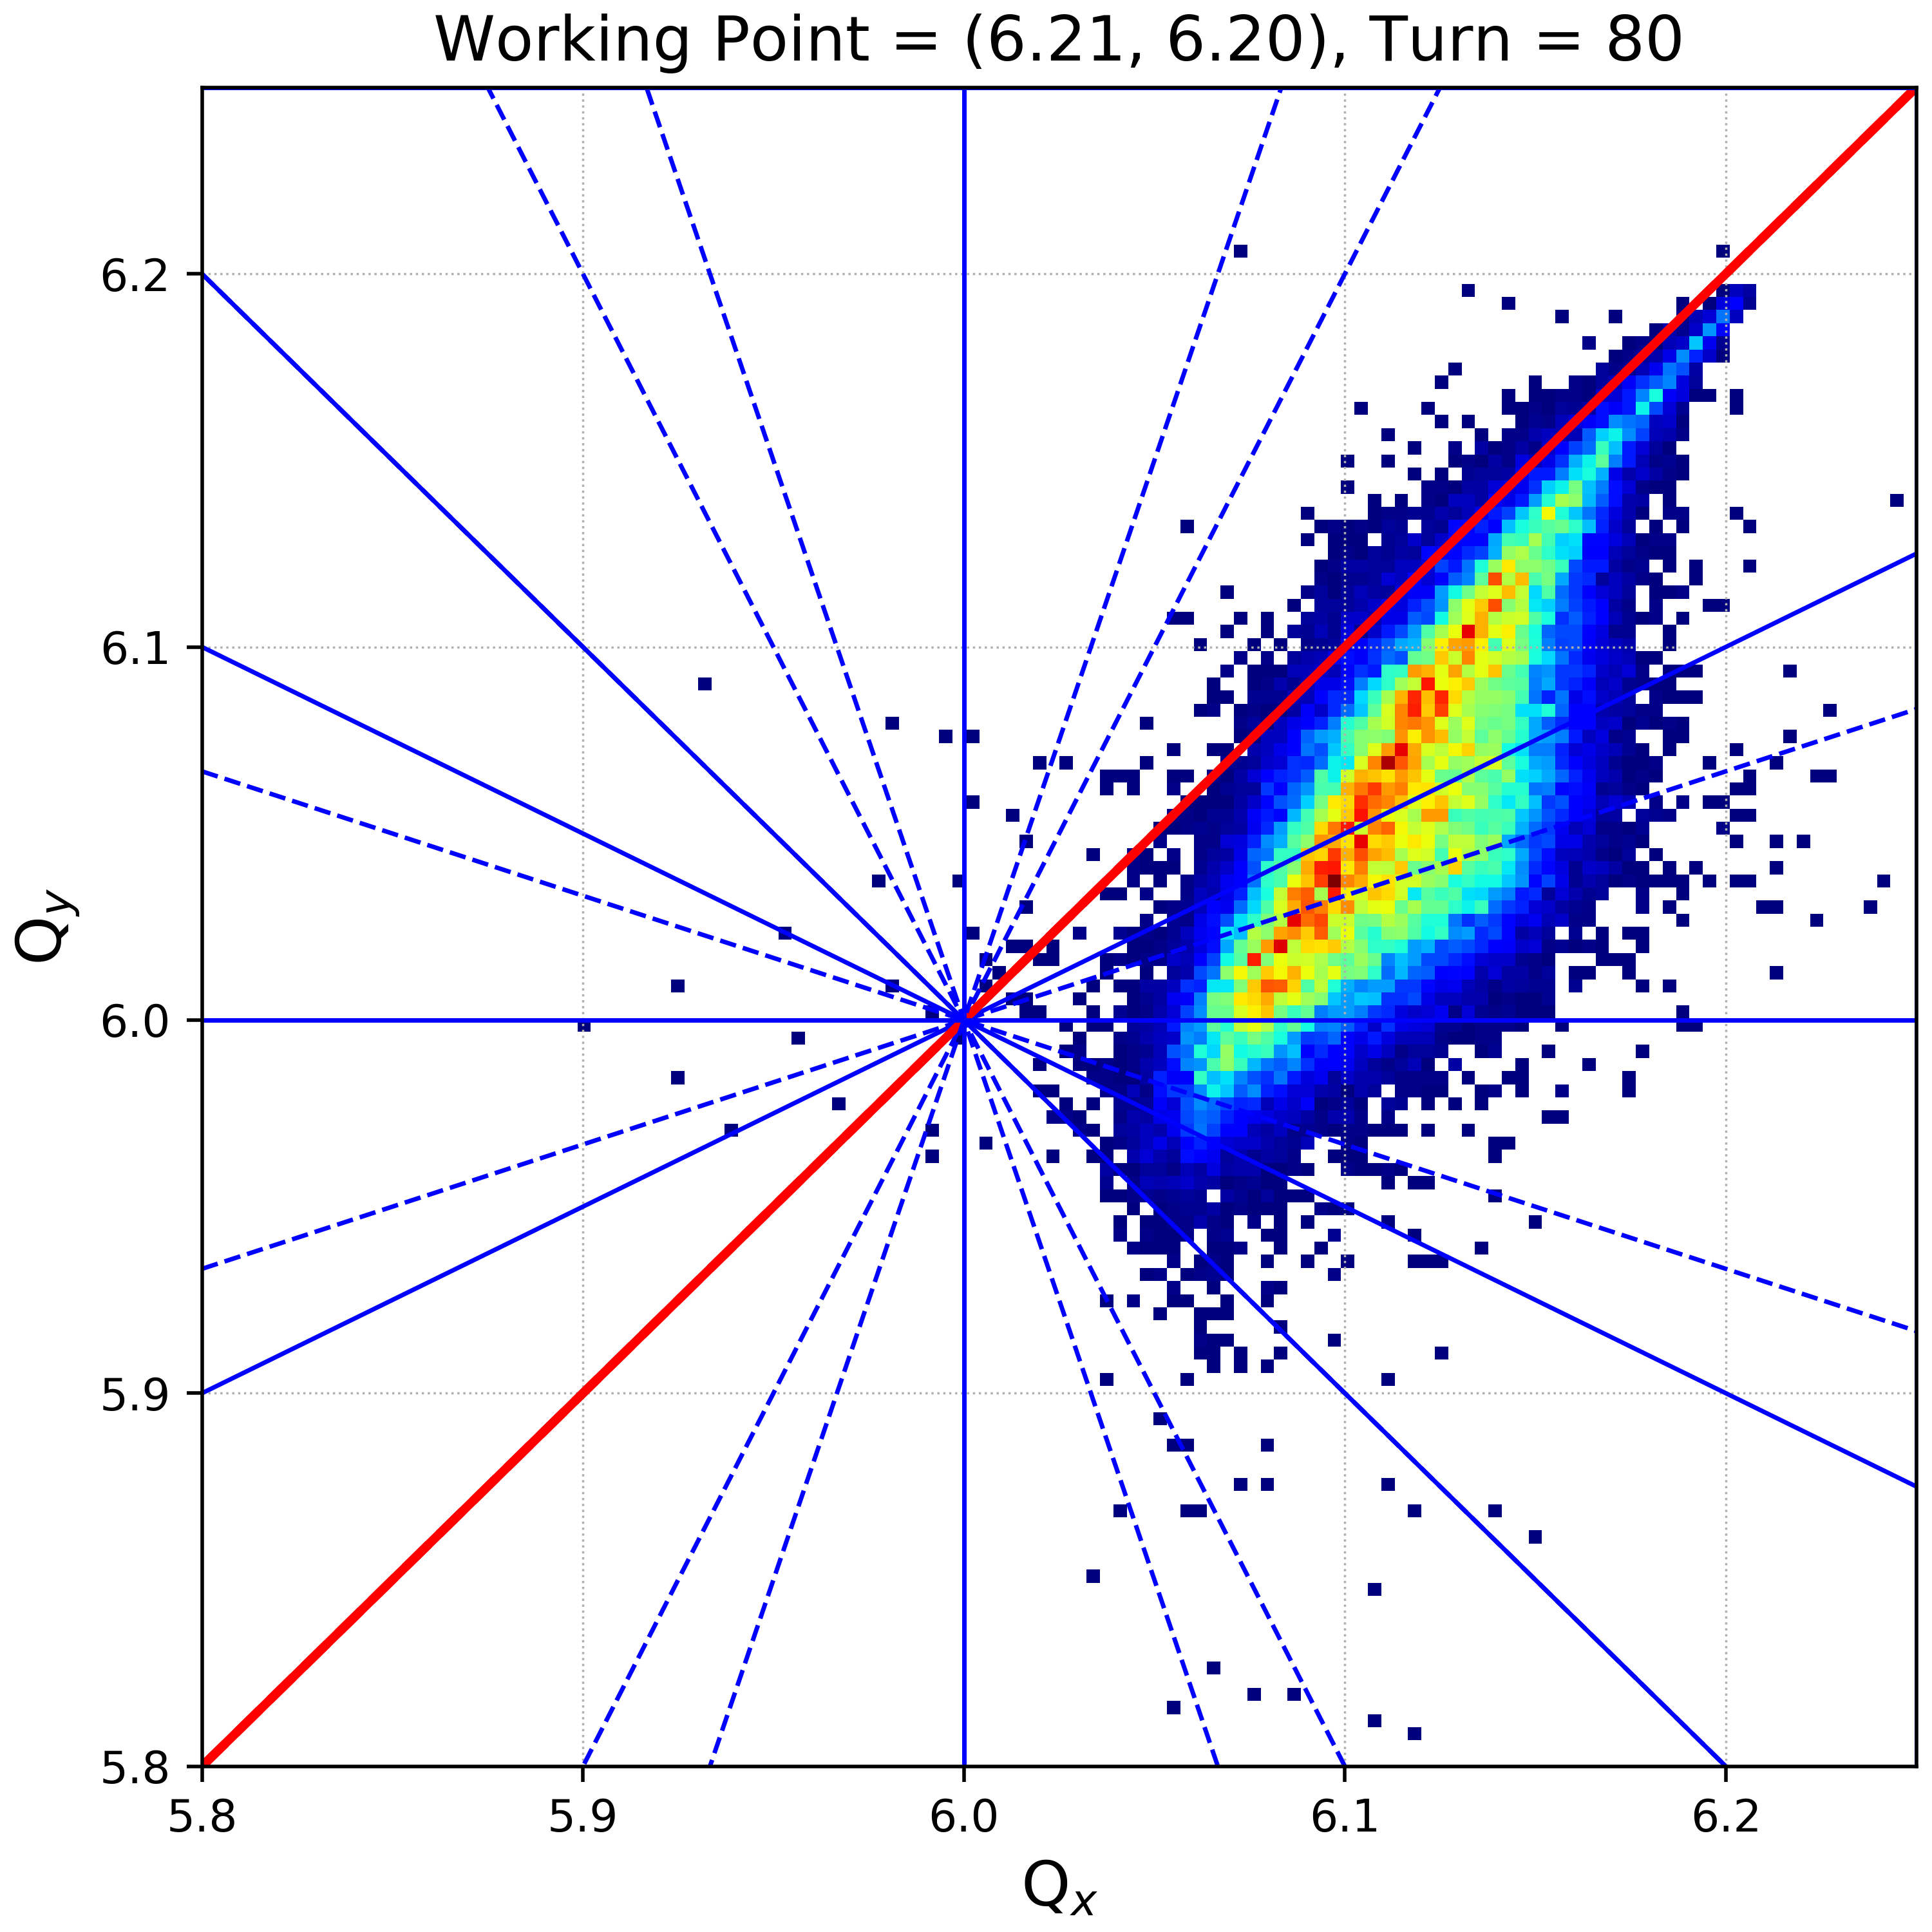 Working Point = (6.21, 6.20), Turn = 80
6.2
6.1
6.0
5.9
5.8
Qy
5.8 5.9 6.0 6.1 6.2
Qx